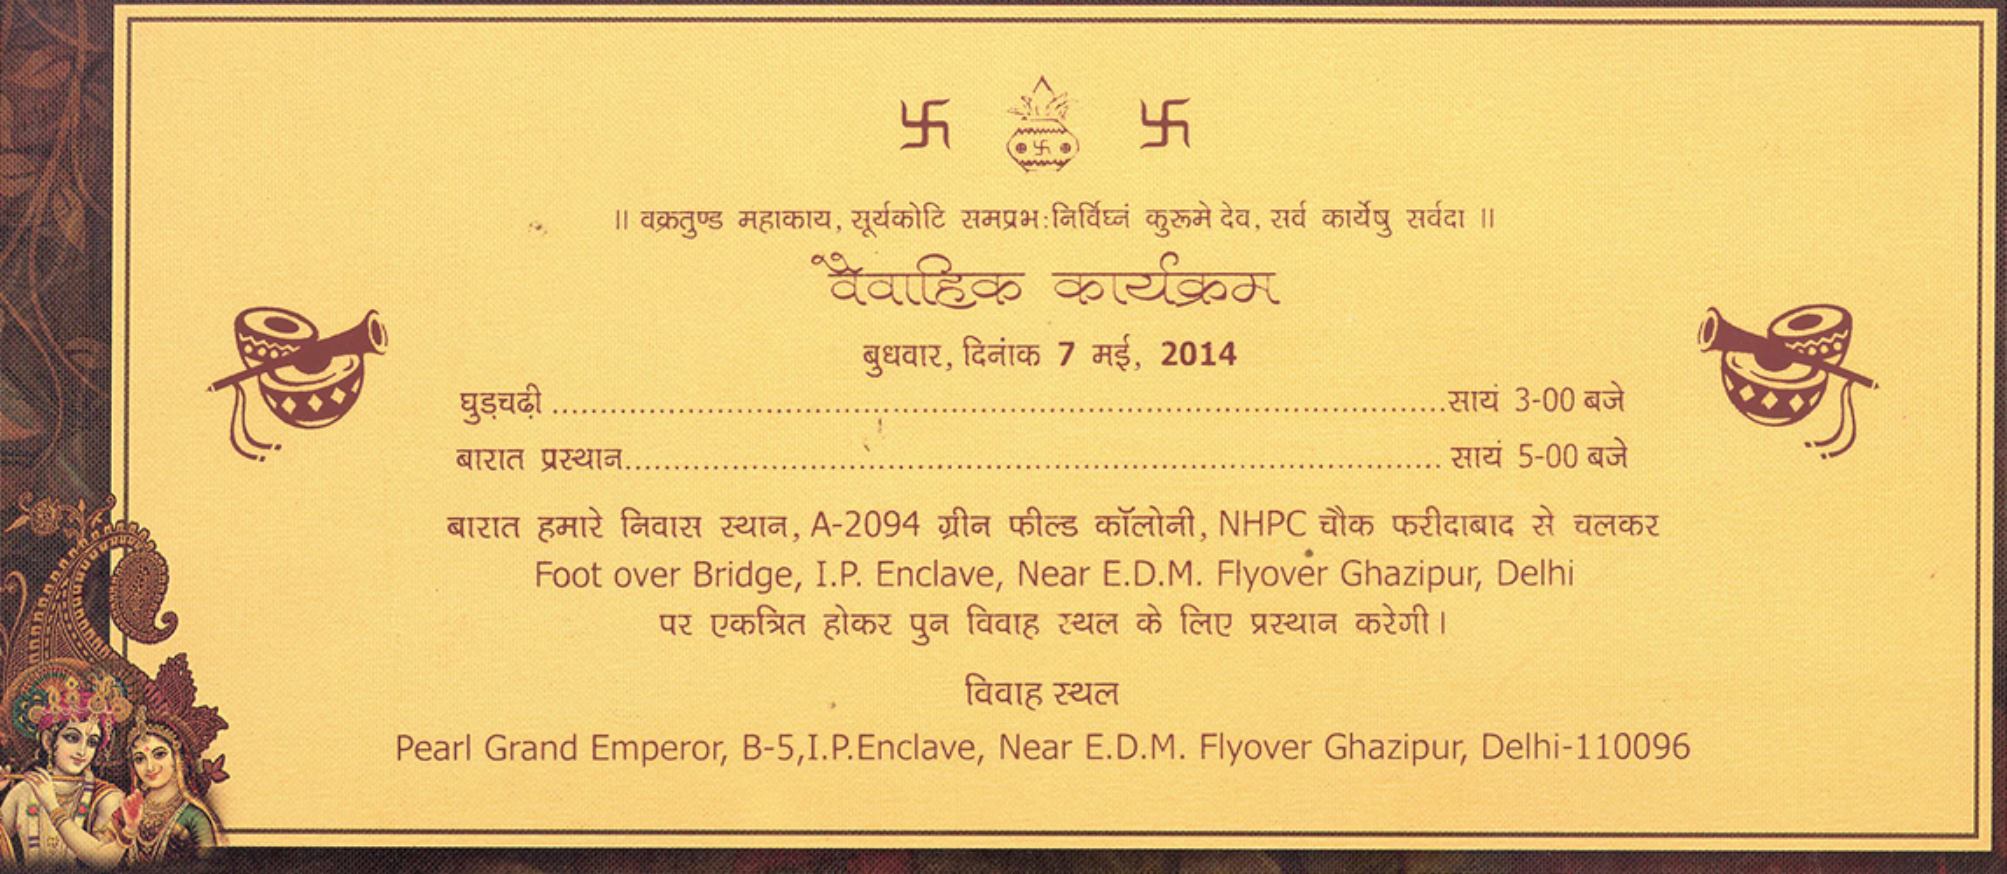 ॥ वक्रतुण्ड महाकाय, सूर्यकोटि समप्रभ:निर्विघ्नं कुरूमे देव, सर्व कार्येषु सर्वदा ॥
वैवाहिक कार्यक्रम
बुधवार, दिनांक 7 मई, 2014
घुड़चढ़ी ........................................................................................सायं 3-00 बजे
बारात प्रस्थान................................................................................. सायं 5-00 बजे
बारात हमारे निवास स्थान, A-2094 ग्रीन फील्ड कॉलोनी, NHPC चौक फरीदाबाद से चलकर
Foot over Bridge, I.P. Enclave, Near E.D.M. Flyover Ghazipur, Delhi
पर एकत्रित होकर पुन विवाह स्थल के लिए प्रस्थान करेगी।
विवाह स्थल
Pearl Grand Emperor, B-5,I.P.Enclave, Near E.D.M. Flyover Ghazipur, Delhi-110096